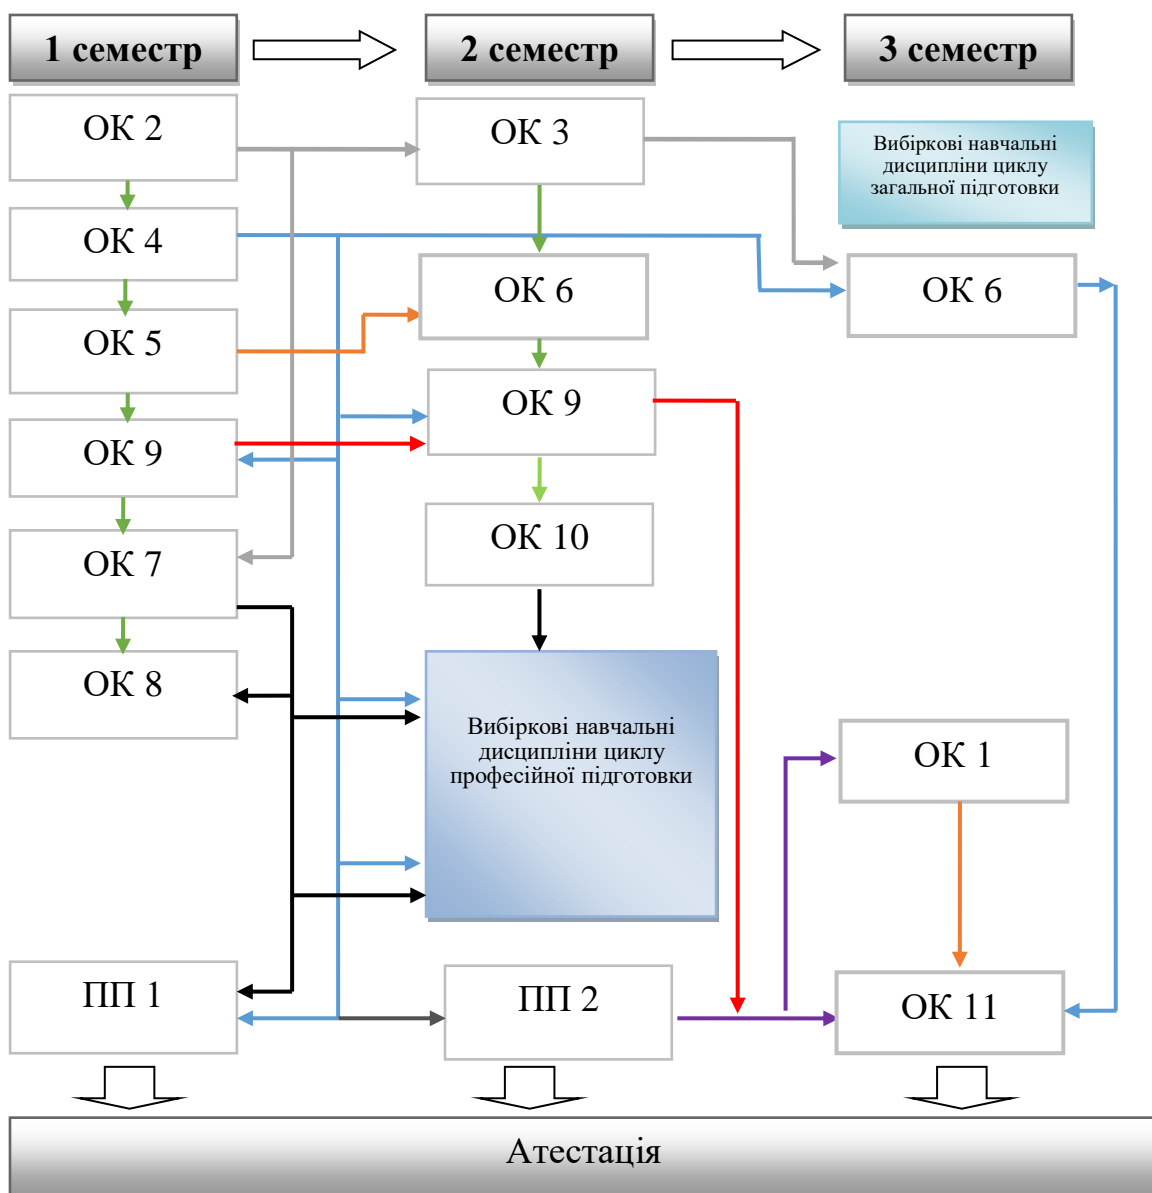 1 семестр
2 семестр
3 семестр
ОК 2
ОК 4
ОК 5
ОК 9
ОК 7
ОК 8
ПП 1
ОК 3
ОК 6
ОК 9
ОК 10
Вибіркові навчальні
дисципліни циклу
професійної підготовки
ПП 2
Вибіркові навчальні
дисципліни циклу
загальної підготовки
ОК 6
ОК 1
ОК 11
Атестація